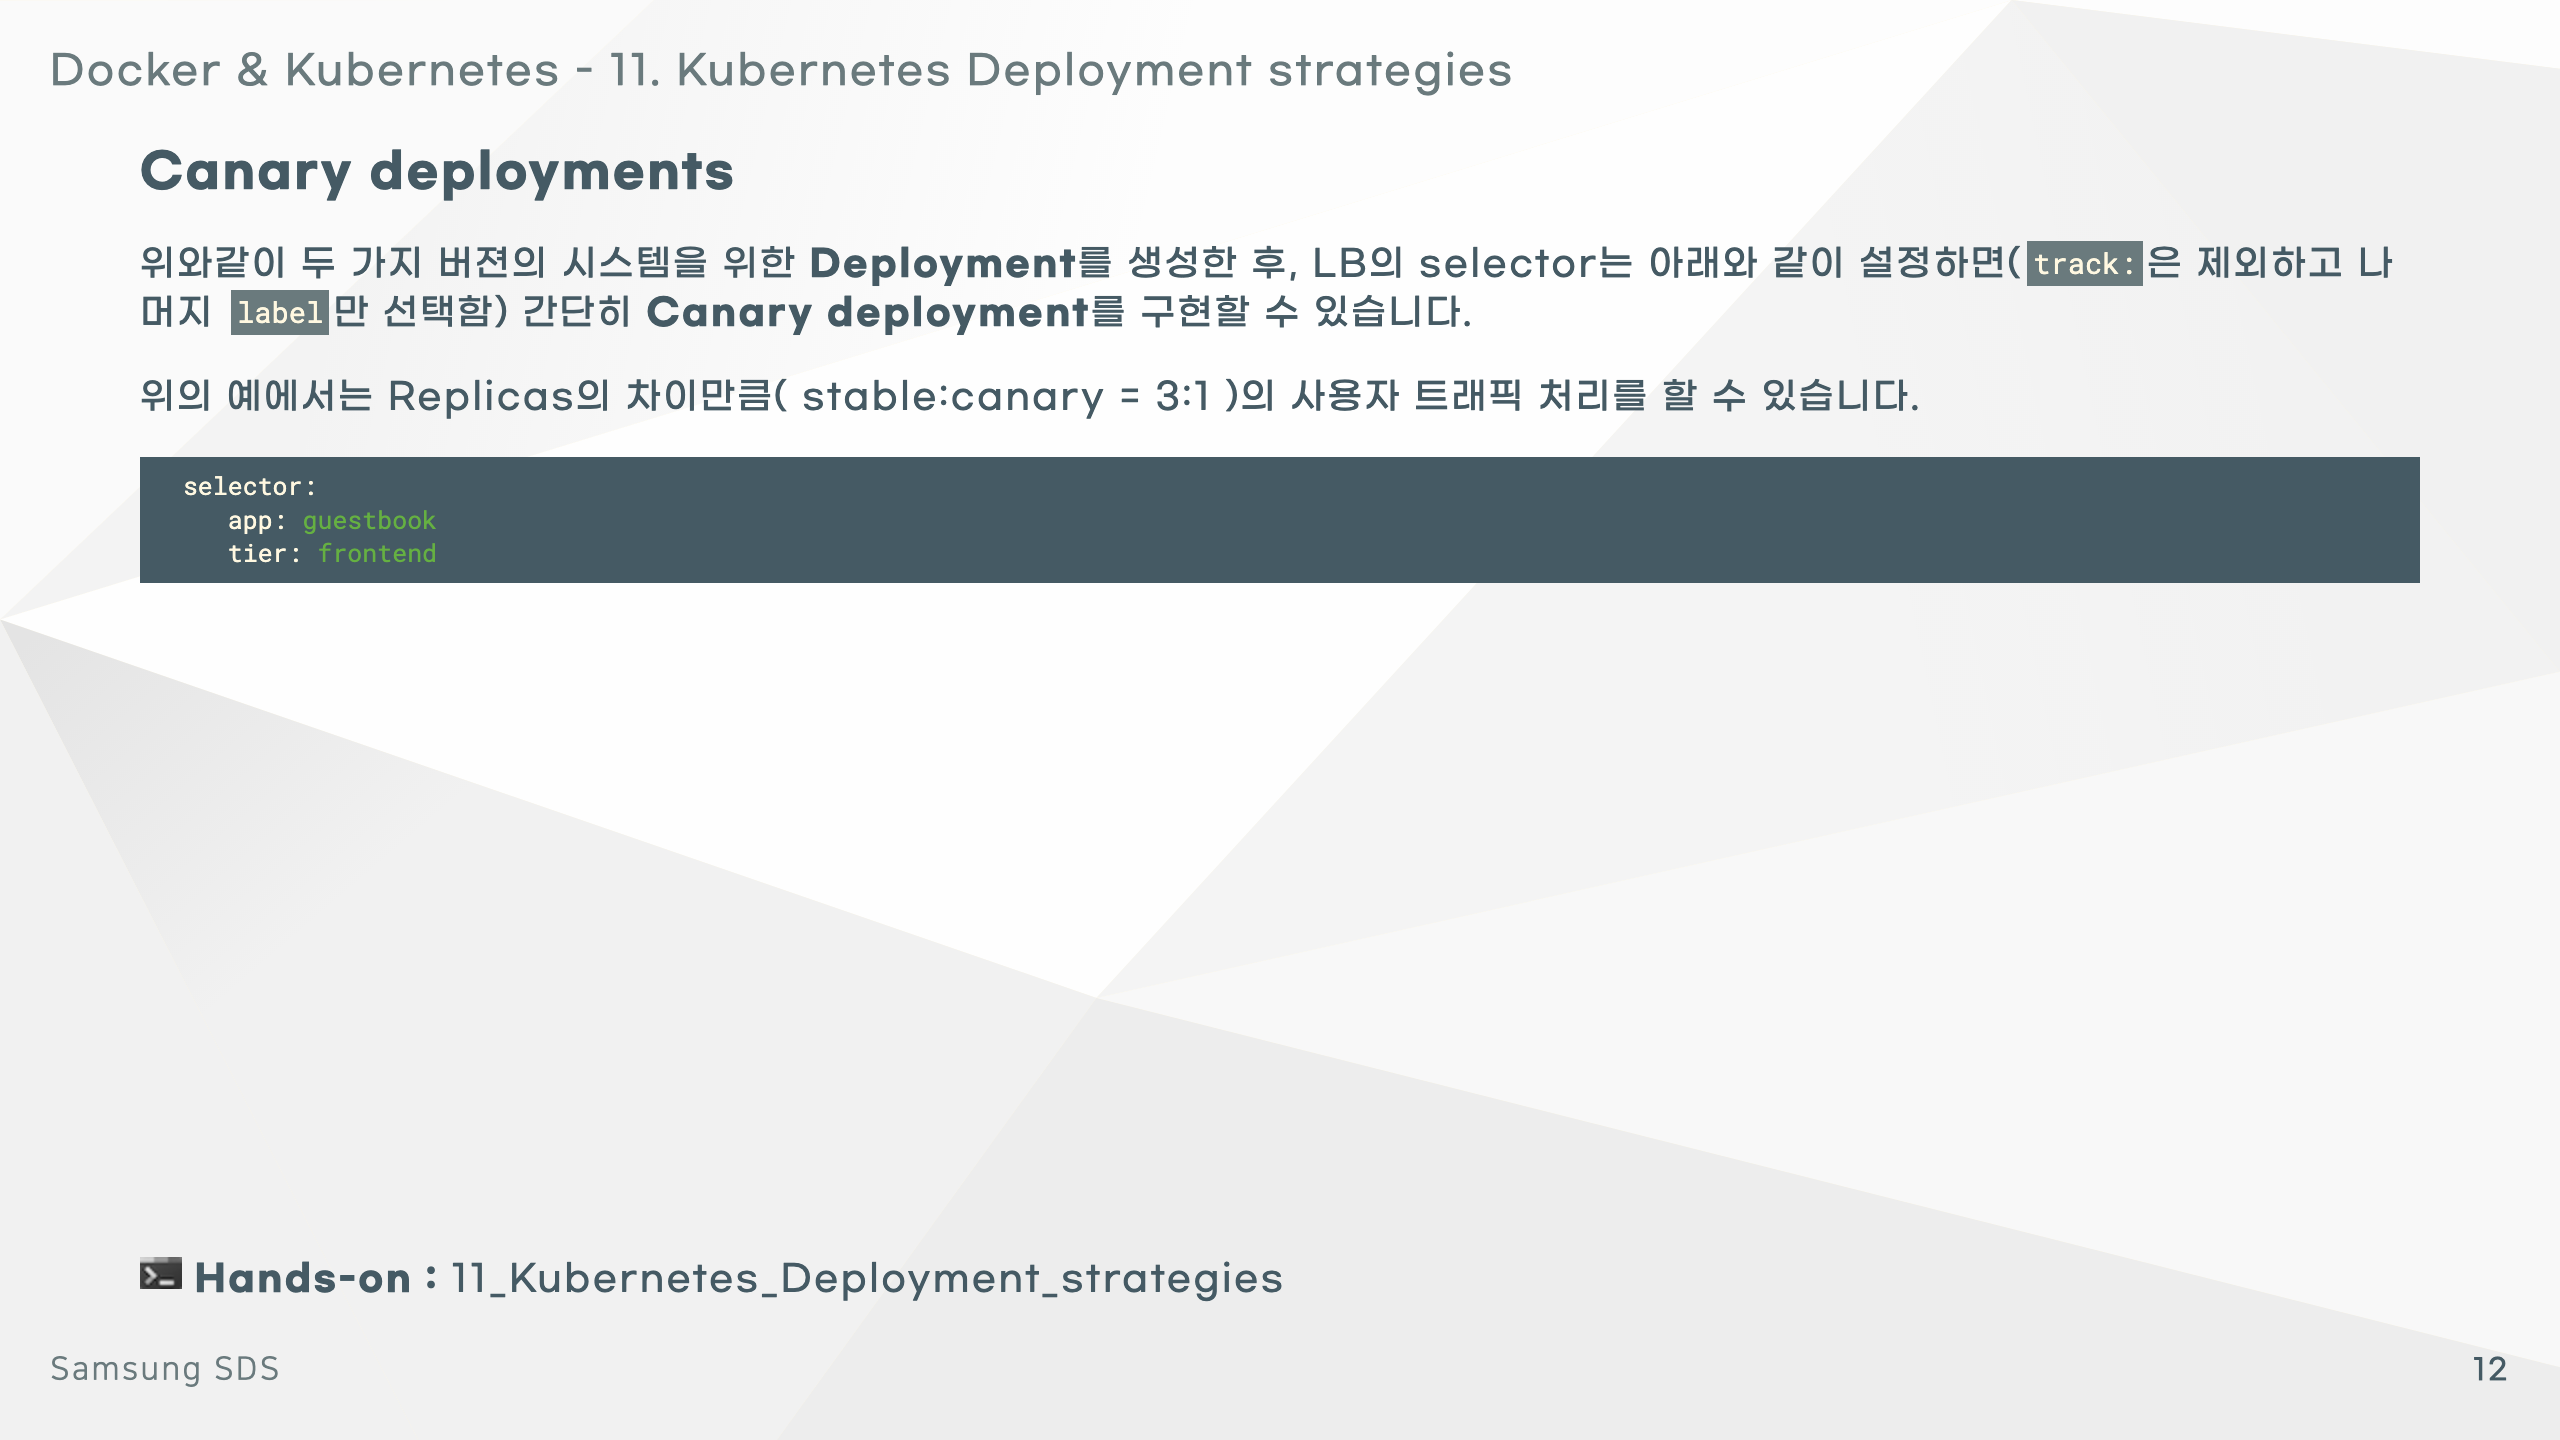 Docker & Kubernetes - 11. Kubernetes Deployment strategies
Canary deployments
위와같이 두 가지 버젼의 시스템을 위한 Deployment를 생성한 후, LB의 selector는 아래와 같이 설정하면(track:은 제외하고 나
머지 label만 선택함) 간단히 Canary deployment를 구현할 수 있습니다.
위의 예에서는 Replicas의 차이만큼( stable:canary = 3:1 )의 사용자 트래픽 처리를 할 수 있습니다.
selector:
   app: guestbook
   tier: frontend
Hands-on : 11_Kubernetes_Deployment_strategies
Samsung SDS
12